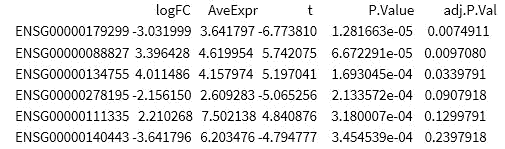 logFC AveExpr t P.Value adj.P.Val
ENSG00000179299 -3.031999 3.641797 -6.773810 1.281663e-05 0.0074911
ENSG00000088827 3.396428 4.619954 5.742075 6.672291e-05 0.0097080
ENSG00000134755 4.011486 4.157974 5.197041 1.693045e-04 0.0339791
ENSG00000278195 -2.156150 2.609283 -5.065256 2.133572e-04 0.0907918
ENSG00000111335 2.210268 7.502138 4.840876 3.180007e-04 0.1299791
ENSG00000140443 -3.641796 6.203476 -4.794777 3.454539e-04 0.2397918